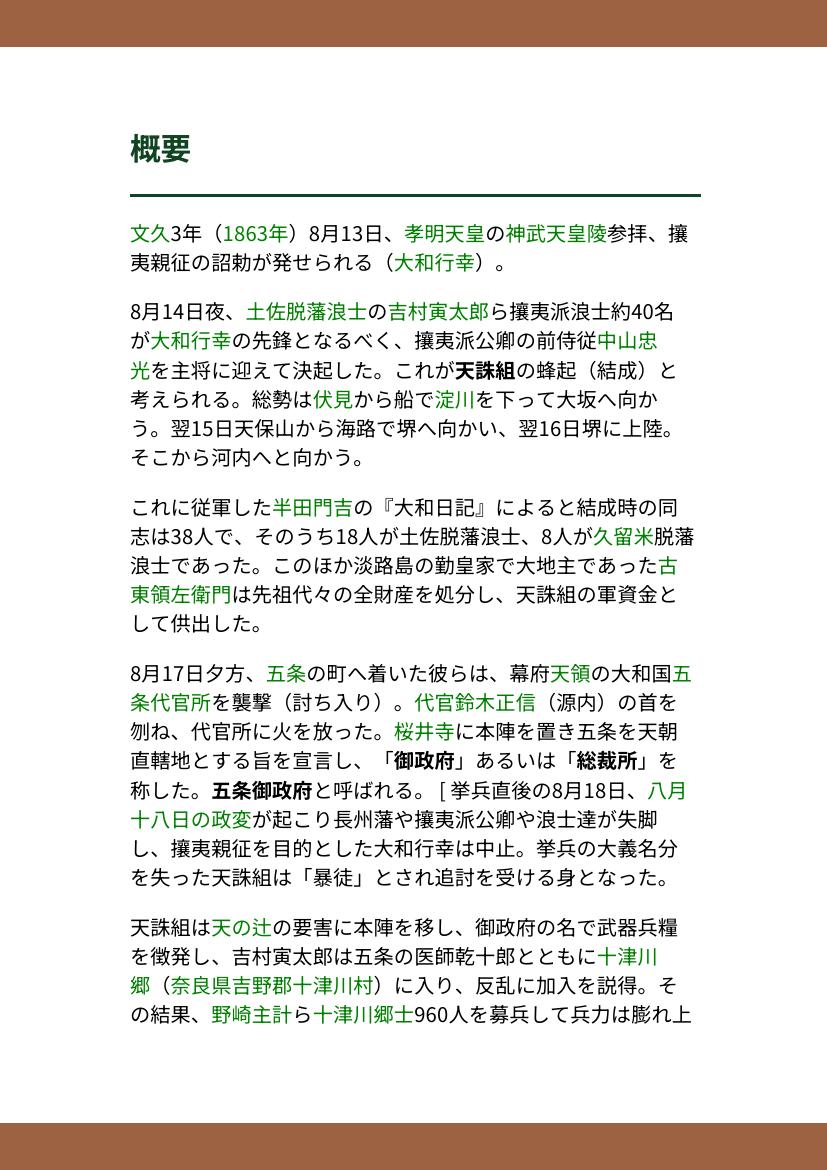 概要
文久3年（1863年）8月13日、孝明天皇の神武天皇陵参拝、攘
夷親征の詔勅が発せられる（大和行幸）。
8月14日夜、土佐脱藩浪士の吉村寅太郎ら攘夷派浪士約40名
が大和行幸の先鋒となるべく、攘夷派公卿の前侍従中山忠
光を主将に迎えて決起した。これが天誅組の蜂起（結成）と
考えられる。総勢は伏見から船で淀川を下って大坂へ向か
う。翌15日天保山から海路で堺へ向かい、翌16日堺に上陸。
そこから河内へと向かう。
これに従軍した半田門吉の『大和日記』によると結成時の同
志は38人で、そのうち18人が土佐脱藩浪士、8人が久留米脱藩
浪士であった。このほか淡路島の勤皇家で大地主であった古
東領左衛門は先祖代々の全財産を処分し、天誅組の軍資金と
して供出した。
8月17日夕方、五条の町へ着いた彼らは、幕府天領の大和国五
条代官所を襲撃（討ち入り）。代官鈴木正信（源内）の首を
刎ね、代官所に火を放った。桜井寺に本陣を置き五条を天朝
直轄地とする旨を宣言し、「御政府」あるいは「総裁所」を
称した。五条御政府と呼ばれる。 [ 挙兵直後の8月18日、八月
十八日の政変が起こり長州藩や攘夷派公卿や浪士達が失脚
し、攘夷親征を目的とした大和行幸は中止。挙兵の大義名分
を失った天誅組は「暴徒」とされ追討を受ける身となった。
天誅組は天の辻の要害に本陣を移し、御政府の名で武器兵糧
を徴発し、吉村寅太郎は五条の医師乾十郎とともに十津川
郷（奈良県吉野郡十津川村）に入り、反乱に加入を説得。そ
の結果、野崎主計ら十津川郷士960人を募兵して兵力は膨れ上